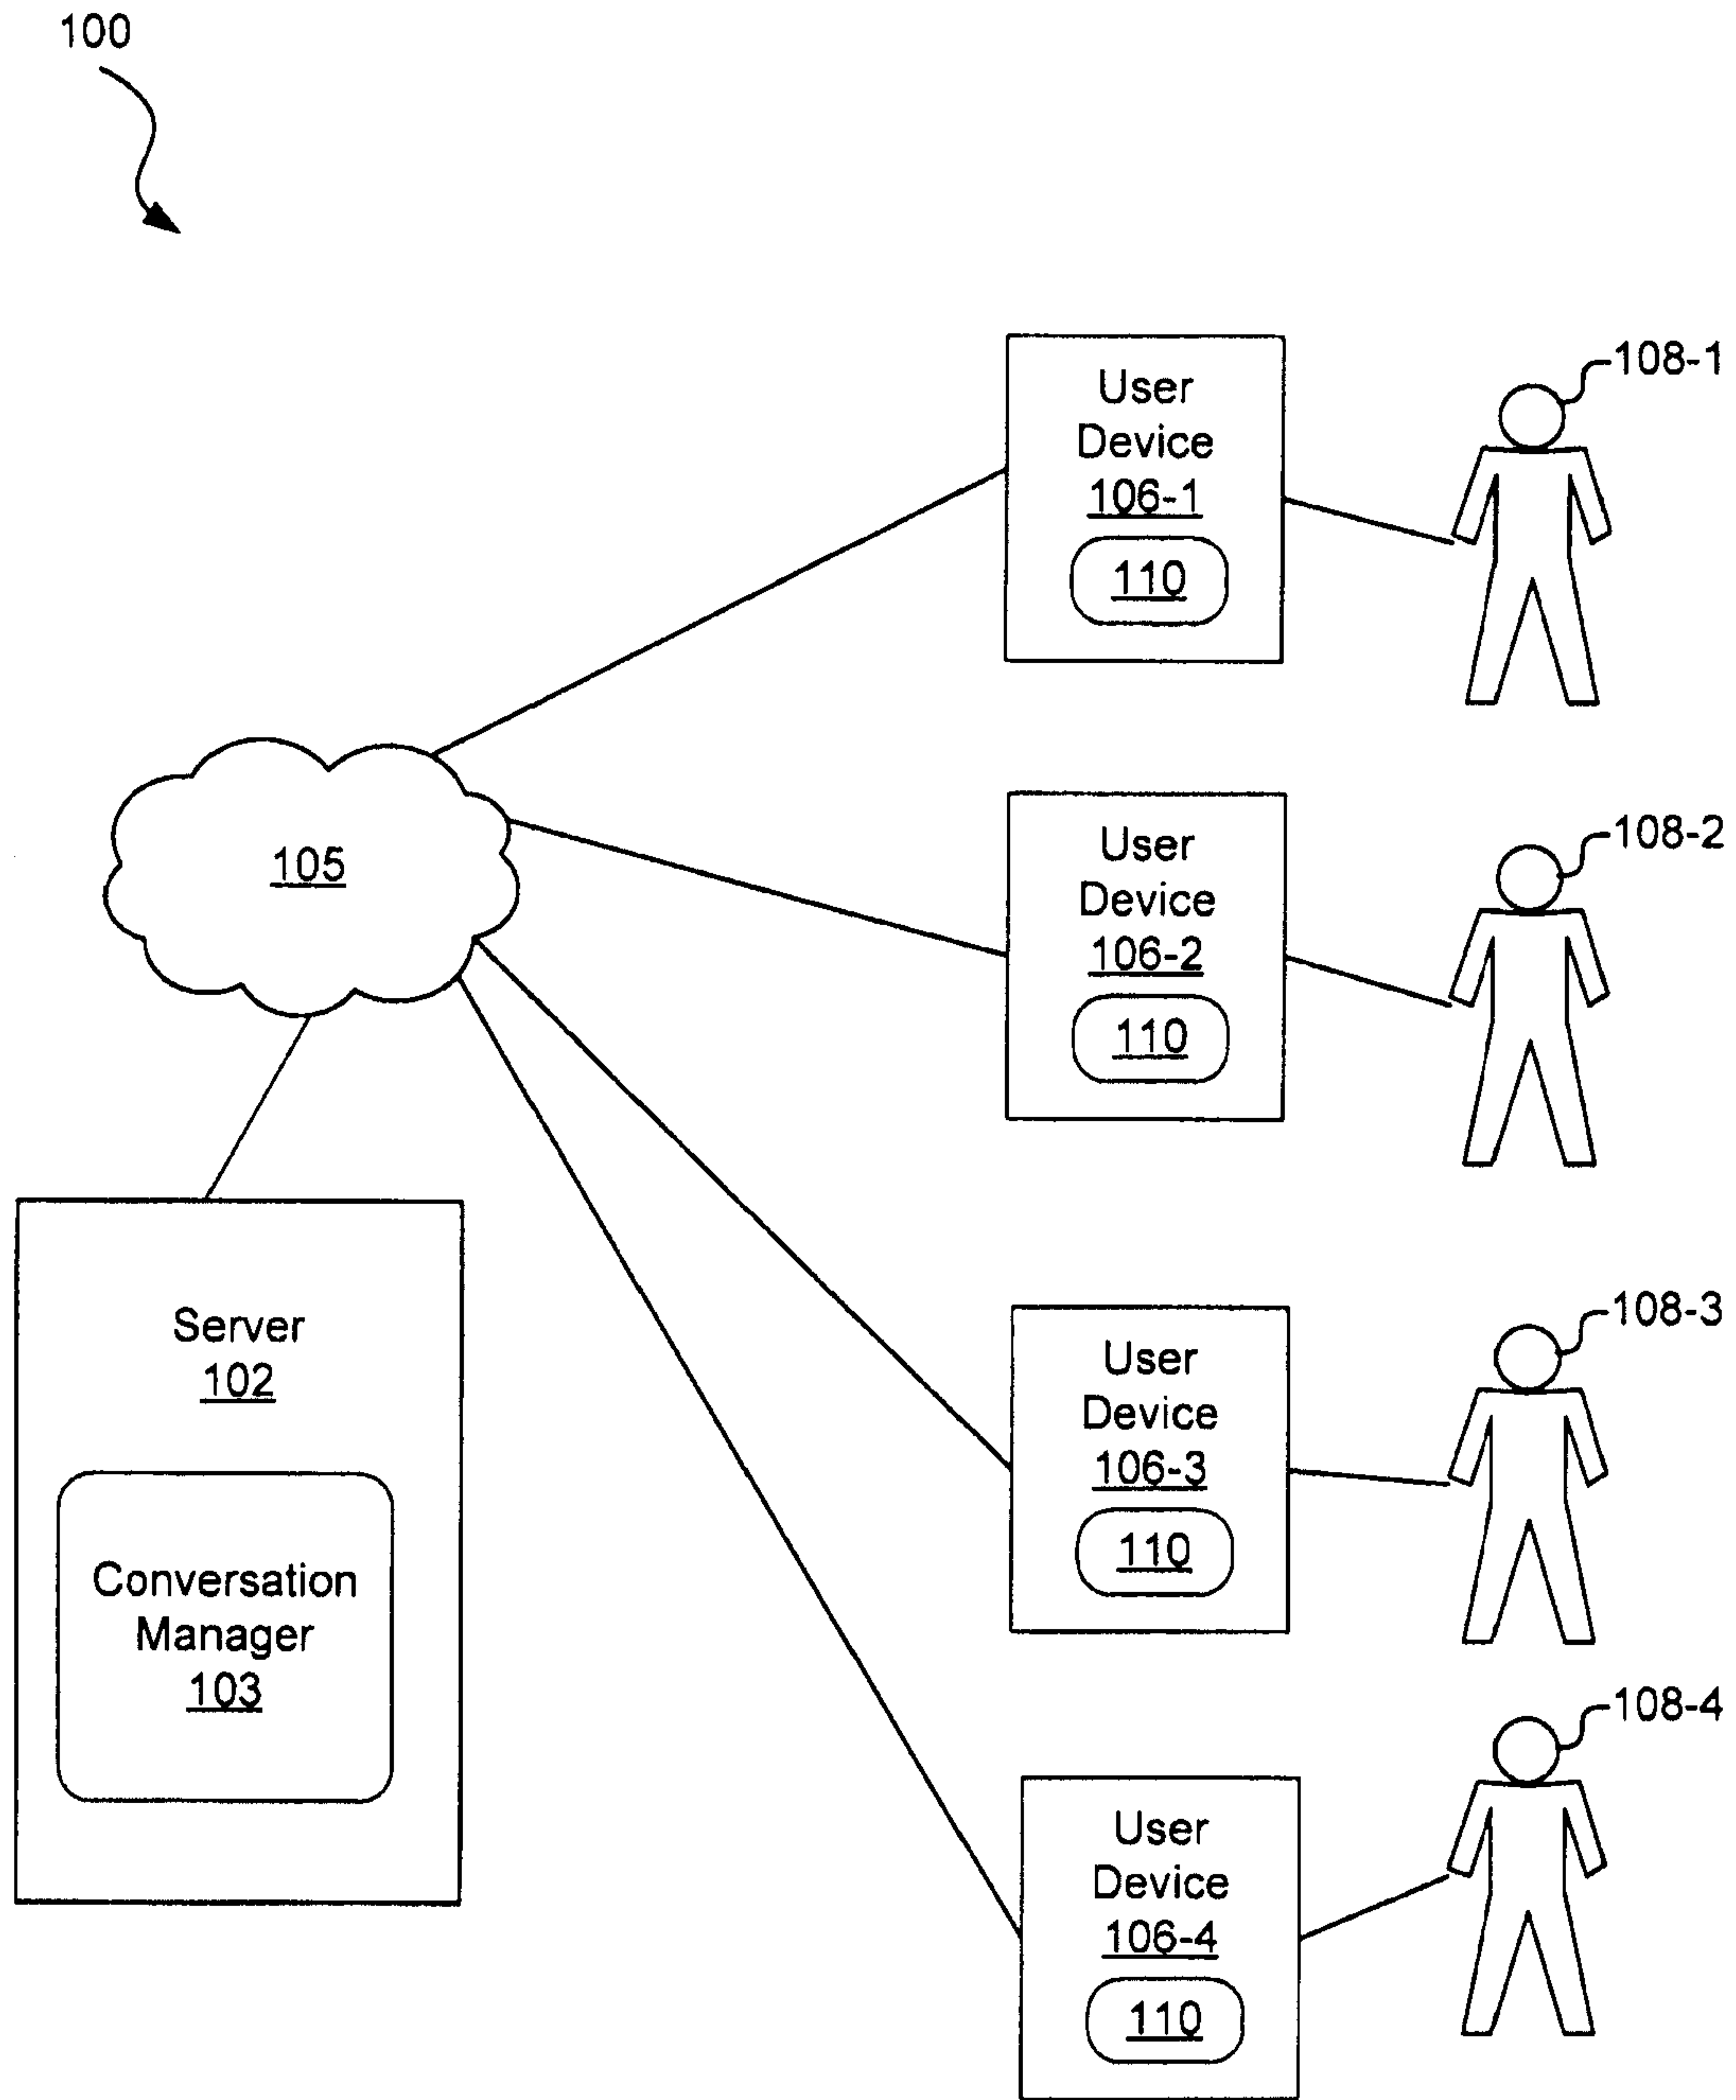 100
User
Device
106-1
110
108-1
105
User
Device
106-2
110
108-2
Server
102
Conversation
Manager
103
User
Device
106-3
110
108-3
User
Device
106-4
110
108-4